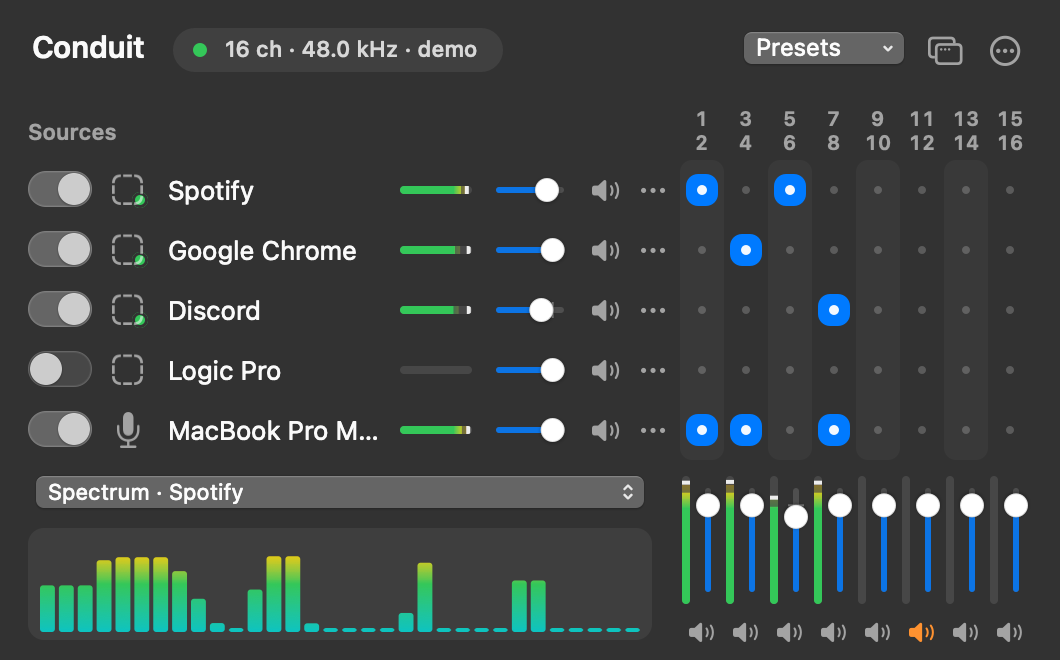 Conduit
16 ch · 48.0 kHz · demo
Presets
Sources
1 3 5 7 9 11 13 15
2 4 6 8 10 12 14 16
Spotify
Google Chrome
Discord
Logic Pro
MacBook Pro M...
Spectrum · Spotify